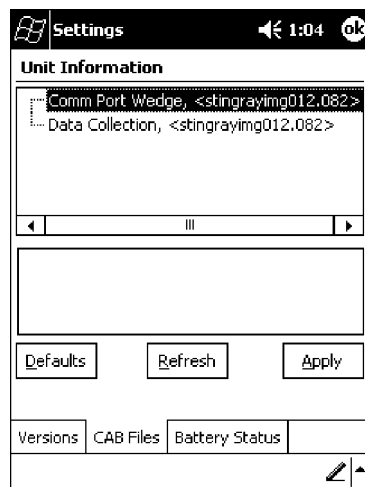 Settings 1:04 ok
Unit Information
Comm Port Wedge, <stingrayimg012.082>
Data Collection, <stingrayimg012.082>
Defaults Refresh Apply
Versions CAB Files Battery Status